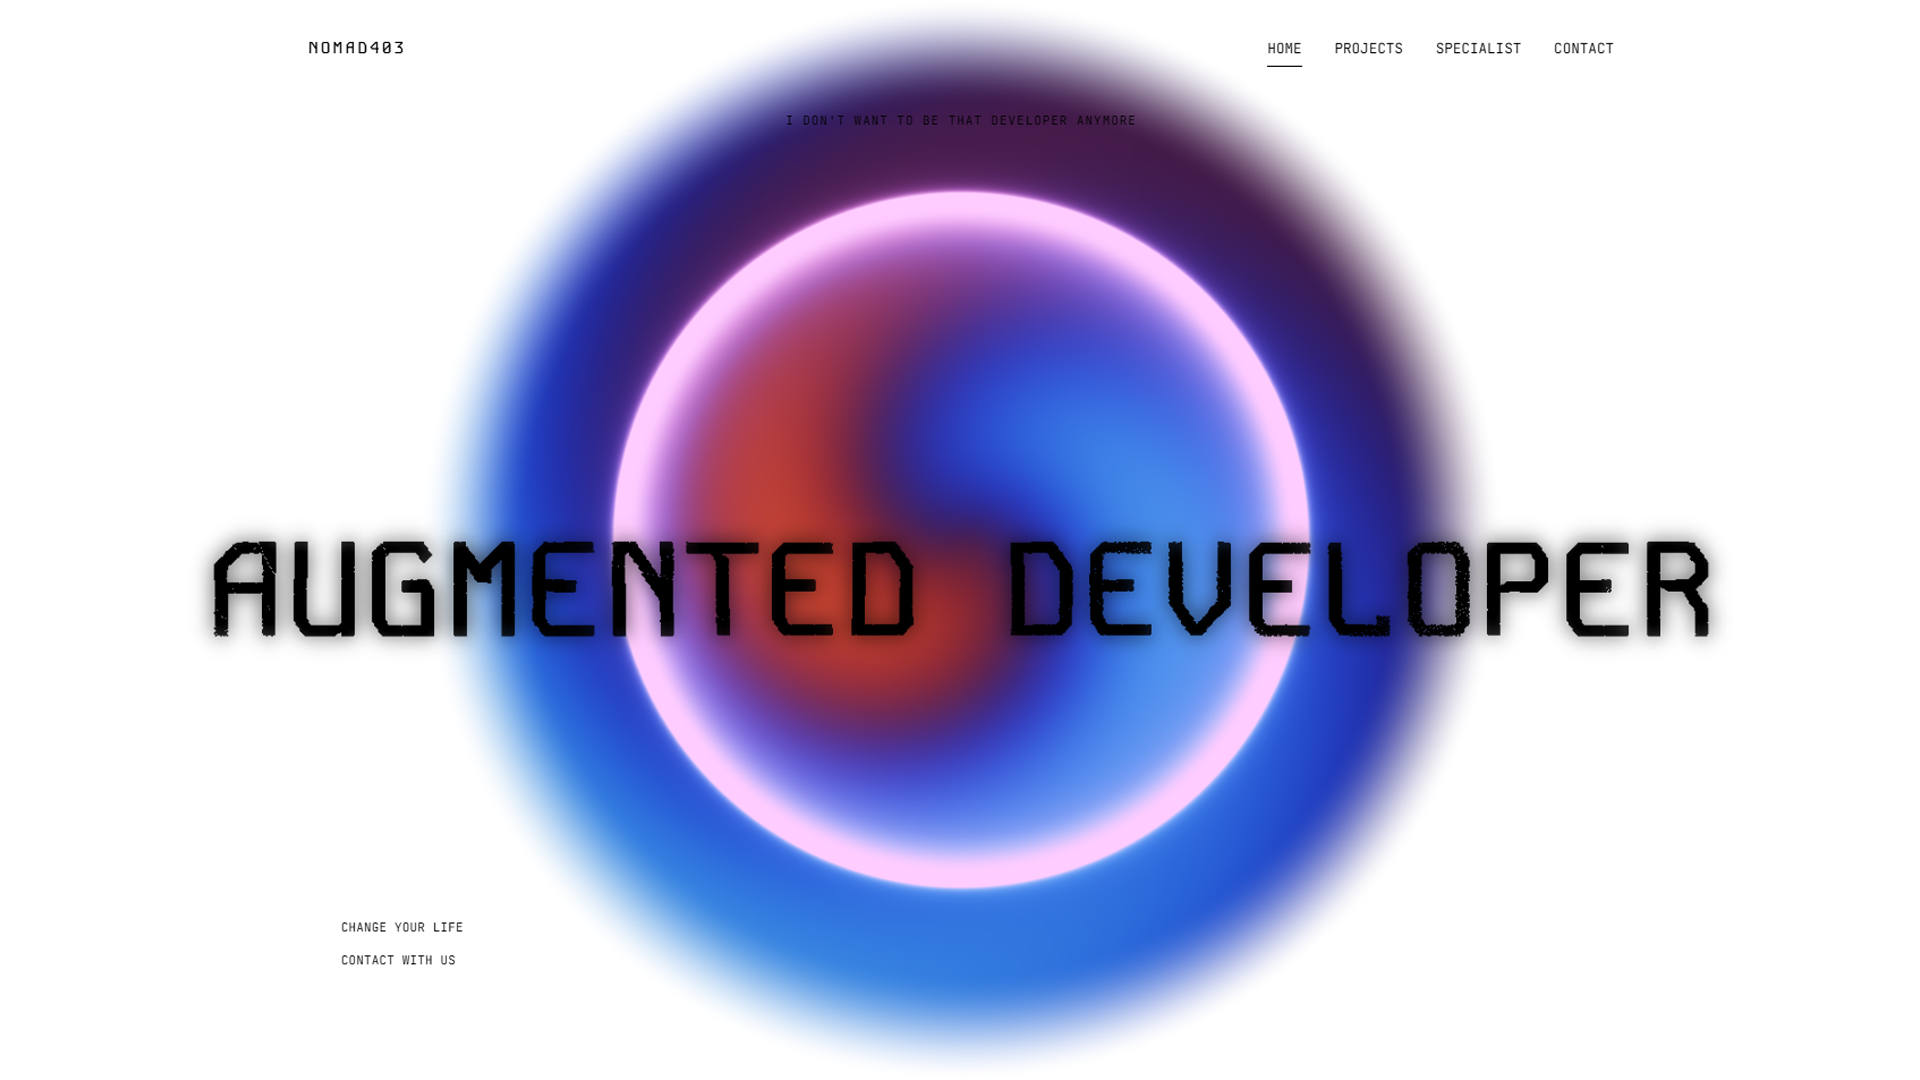 NOMAD403
HOME PROJECTS SPECIALIST CONTACT
I DON'T WANT TO BE THAT DEVELOPER ANYMORE
AUGMENTED DEVELOPER
CHANGE YOUR LIFE
CONTACT WITH US